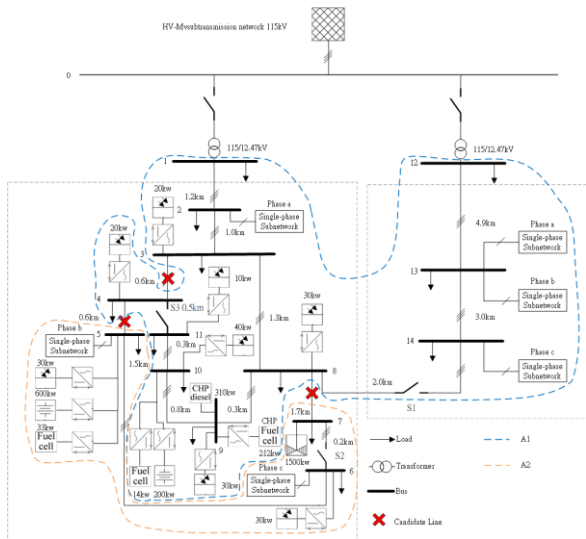 HV-Mvsubtransmission network 115kV
0
115/12.47kV
115/12.47kV
1
12
1.2km
20kw
Phase a
Single-phase
Subnetwork
2
1.0km
4.9km
Phase a
Single-phase
Subnetwork
20kw
3
0.6km
10kw
13
Phase b
Single-phase
Subnetwork
4
S3 0.5km
30kw
3.0km
0.6km
1.3km
Phase b
Single-phase
Subnetwork
5
11
0.3km
40kw
14
Phase c
Single-phase
Subnetwork
1.5km
10
8
30kw
310kw
CHP
diesel
2.0km
S1
600kw
0.8km
0.3km
CHP
Fuel
cell
1.7km
7
33kw
Fuel
cell
9
212kw
0.2km
S2
1500kw
Fuel
cell
14kw
200kw
30kw
Phase c
Single-phase
Subnetwork
6
30kw
Load
A1
Transformer
A2
Bus
Candidate Line